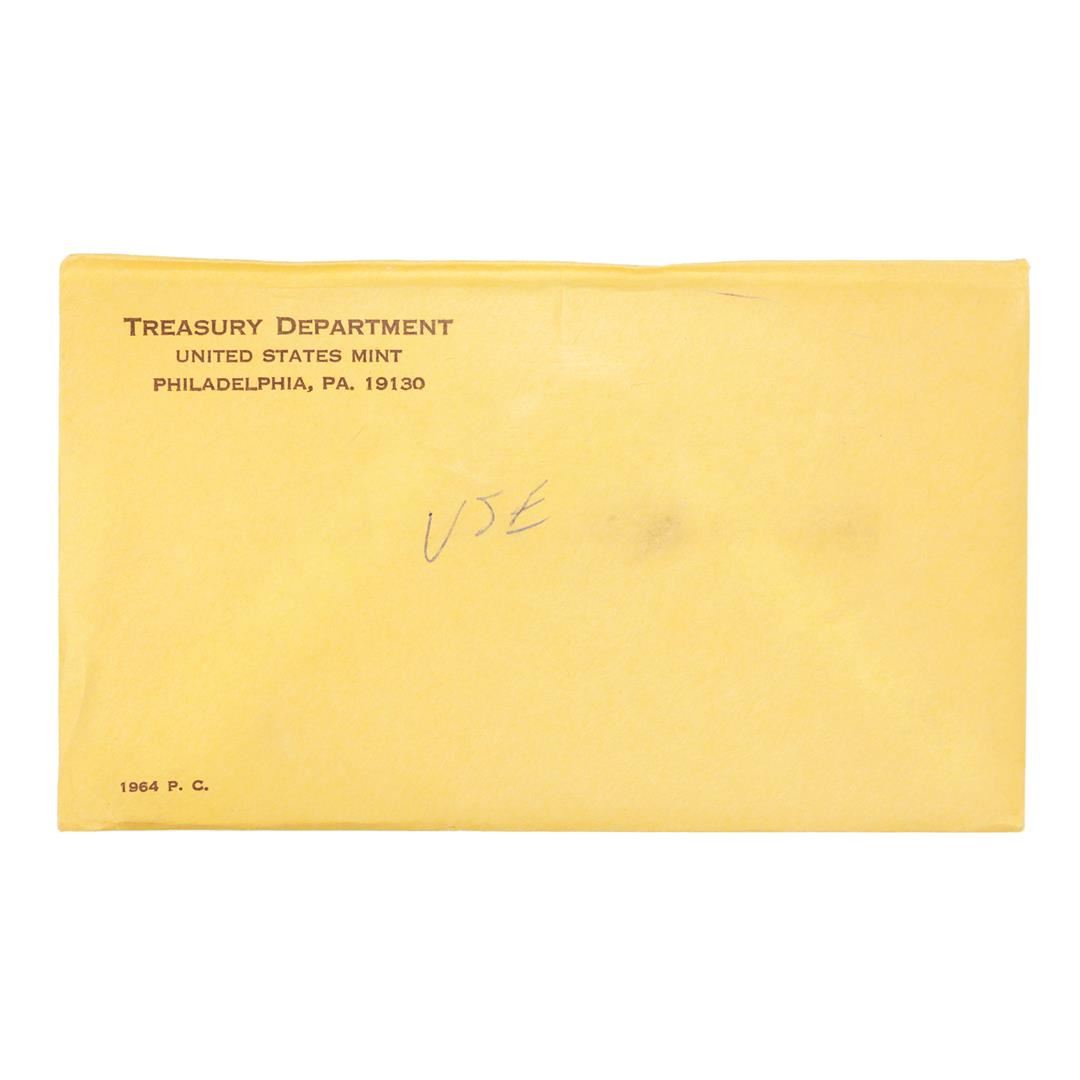 Treasury Department
UNITED STATES MINT
PHILADELPHIA, PA. 19130
USE
1964 P. C.